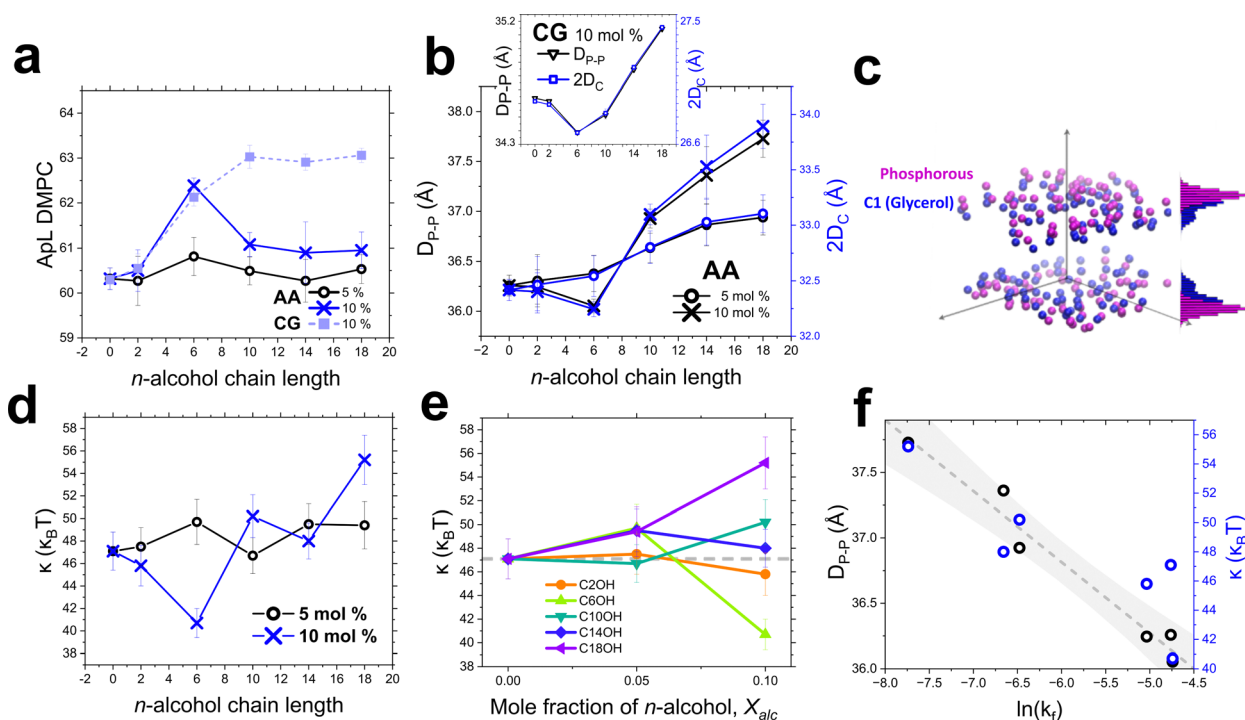 a
ApL DMPC
64
63
62
61
60
59
-2 0 2 4 6 8 10 12 14 16 18 20
n-alcohol chain length
AA
5 %
10 %
CG
10 %
b
CG 10 mol %
D_P-P
2D_C
35.2
34.3
D_P-P (Å)
27.5
26.6
2D_C (Å)
0 2 6 10 14 18
D_P-P (Å)
38.0
37.5
37.0
36.5
36.0
2D_C (Å)
34.0
33.5
33.0
32.5
32.0
AA
5 mol %
10 mol %
-2 0 2 4 6 8 10 12 14 16 18 20
n-alcohol chain length
c
Phosphorous
C1 (Glycerol)
d
κ (κ_BT)
58
56
54
52
50
48
46
44
42
40
38
5 mol %
10 mol %
-2 0 2 4 6 8 10 12 14 16 18 20
n-alcohol chain length
e
κ (κ_BT)
58
56
54
52
50
48
46
44
42
40
38
C2OH
C6OH
C10OH
C14OH
C18OH
0.00 0.05 0.10
Mole fraction of n-alcohol, X_alc
f
D_P-P (Å)
37.5
37.0
36.5
36.0
κ (κ_BT)
56
54
52
50
48
46
44
42
40
-8.0 -7.5 -7.0 -6.5 -6.0 -5.5 -5.0 -4.5
ln(k_f)